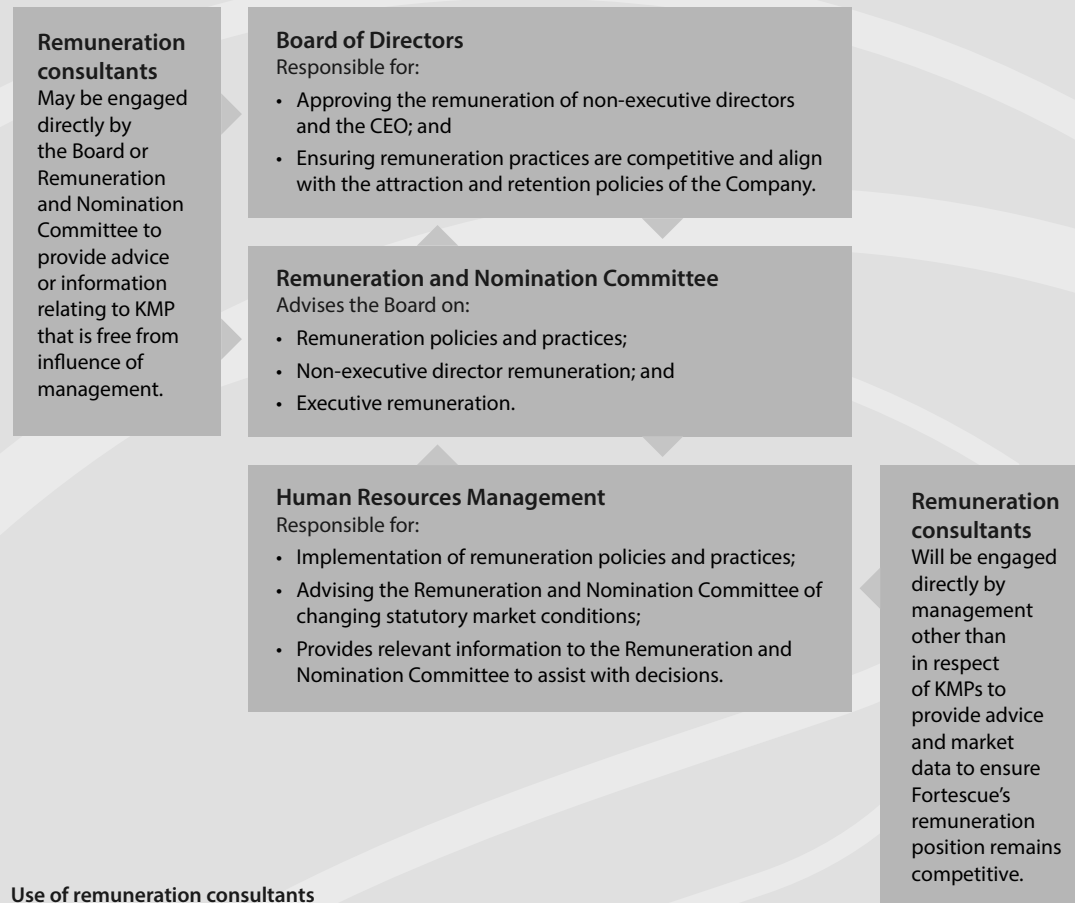 Remuneration
consultants
May be engaged
directly by
the Board or
Remuneration
and Nomination
Committee to
provide advice
or information
relating to KMP
that is free from
influence of
management.
Board of Directors
Responsible for:
• Approving the remuneration of non-executive directors
and the CEO; and
• Ensuring remuneration practices are competitive and align
with the attraction and retention policies of the Company.
Remuneration and Nomination Committee
Advises the Board on:
• Remuneration policies and practices;
• Non-executive director remuneration; and
• Executive remuneration.
Human Resources Management
Responsible for:
• Implementation of remuneration policies and practices;
• Advising the Remuneration and Nomination Committee of
changing statutory market conditions;
• Provides relevant information to the Remuneration and
Nomination Committee to assist with decisions.
Remuneration
consultants
Will be engaged
directly by
management
other than
in respect
of KMPs to
provide advice
and market
data to ensure
Fortescue's
remuneration
position remains
competitive.
Use of remuneration consultants